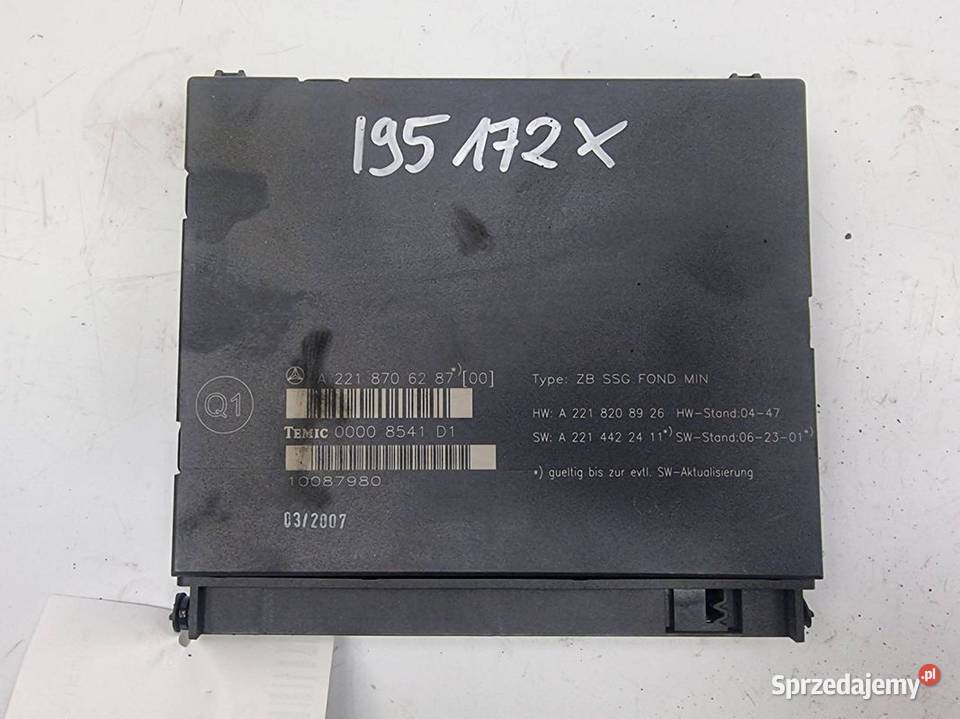 195172X
A 221 870 62 87*)[00]
Q1
TEMIC 0000 8541 D1
10087980
03/2007
Type: ZB SSG FOND MIN
HW: A 221 820 89 26 HW-Stand:04-47
SW: A 221 442 24 11*) SW-Stand:06-23-01*)
*) gueltig bis zur evtl. SW-Aktualisierung
Sprzedajemy.pl